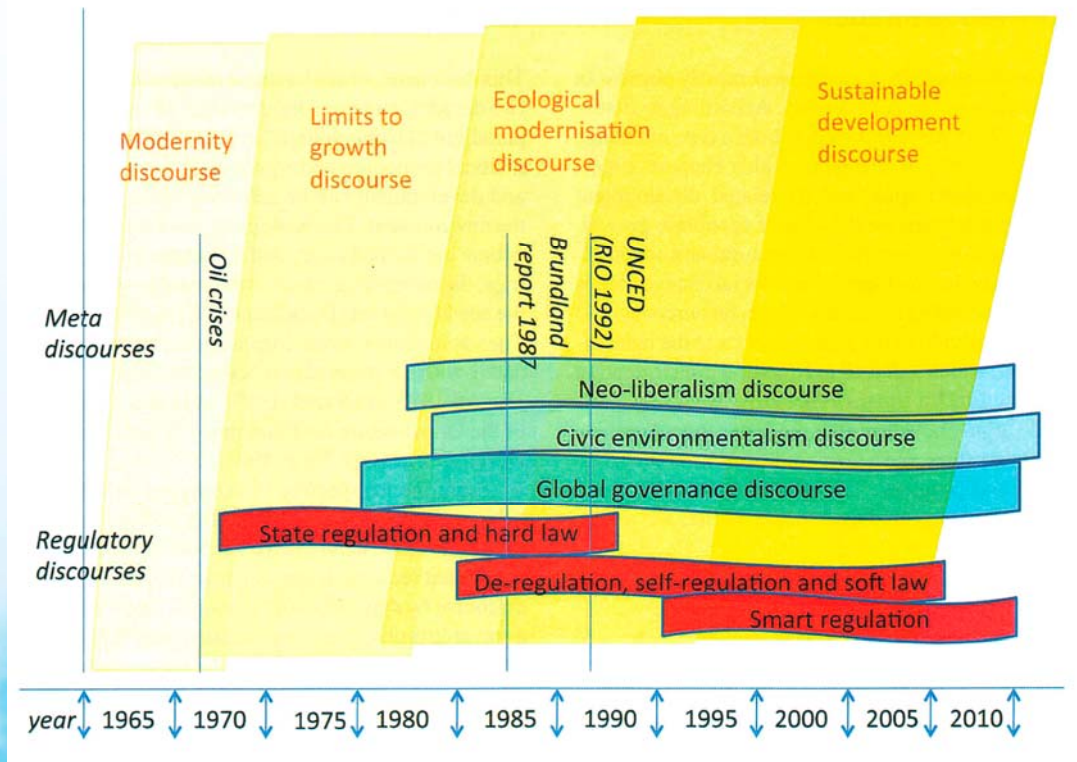 Modernity
discourse
Limits to
growth
discourse
Ecological
modernisation
discourse
Sustainable
development
discourse
Oil crises
Brundland
report 1987
UNCED
(RIO 1992)
Meta
discourses
Neo-liberalism discourse
Civic environmentalism discourse
Global governance discourse
Regulatory
discourses
State regulation and hard law
De-regulation, self-regulation and soft law
Smart regulation
year 1965 1970 1975 1980 1985 1990 1995 2000 2005 2010